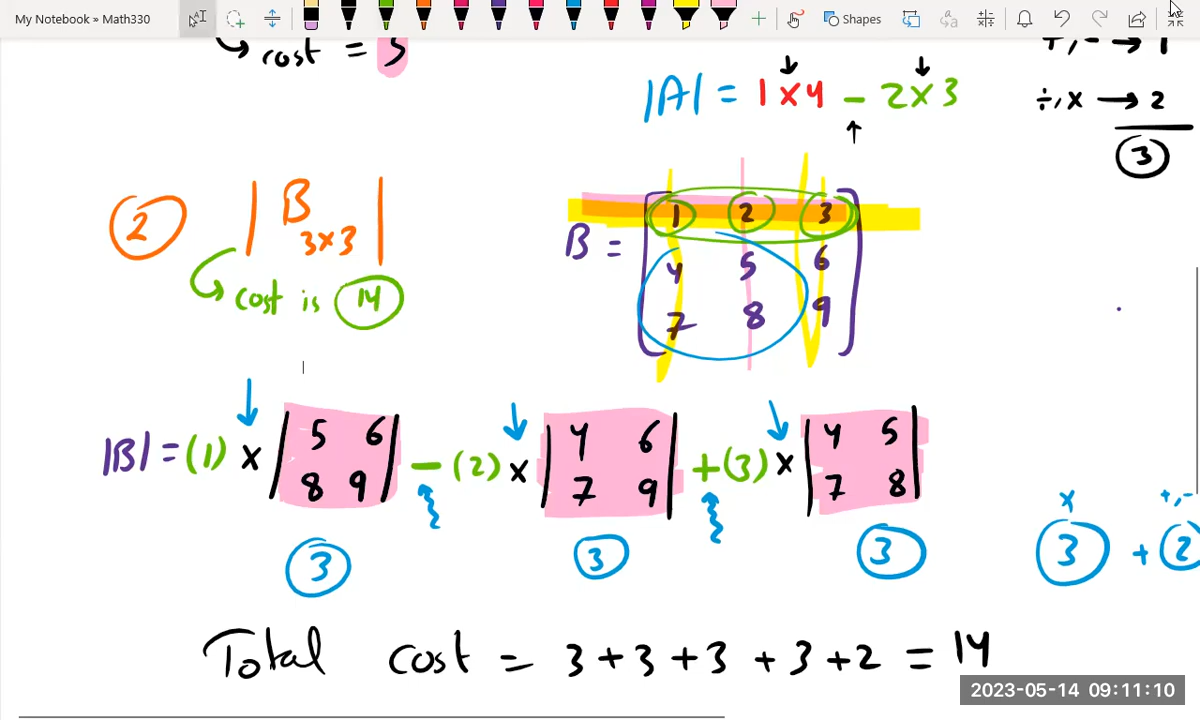 My Notebook » Math330
Shapes
cost = 3
+, - → 1
|A| = 1 x 4 - 2 x 3
÷, x → 2
3
2
| B 3x3 |
cost is 14
B =
1 2 3
4 5 6
7 8 9
|B| = (1) x | 5 6 | - (2) x | 4 6 | + (3) x | 4 5 |
| 8 9 | | 7 9 | | 7 8 |
x +, -
3 3 3 3 + 2
Total cost = 3 + 3 + 3 + 3 + 2 = 14
2023-05-14 09:11:10